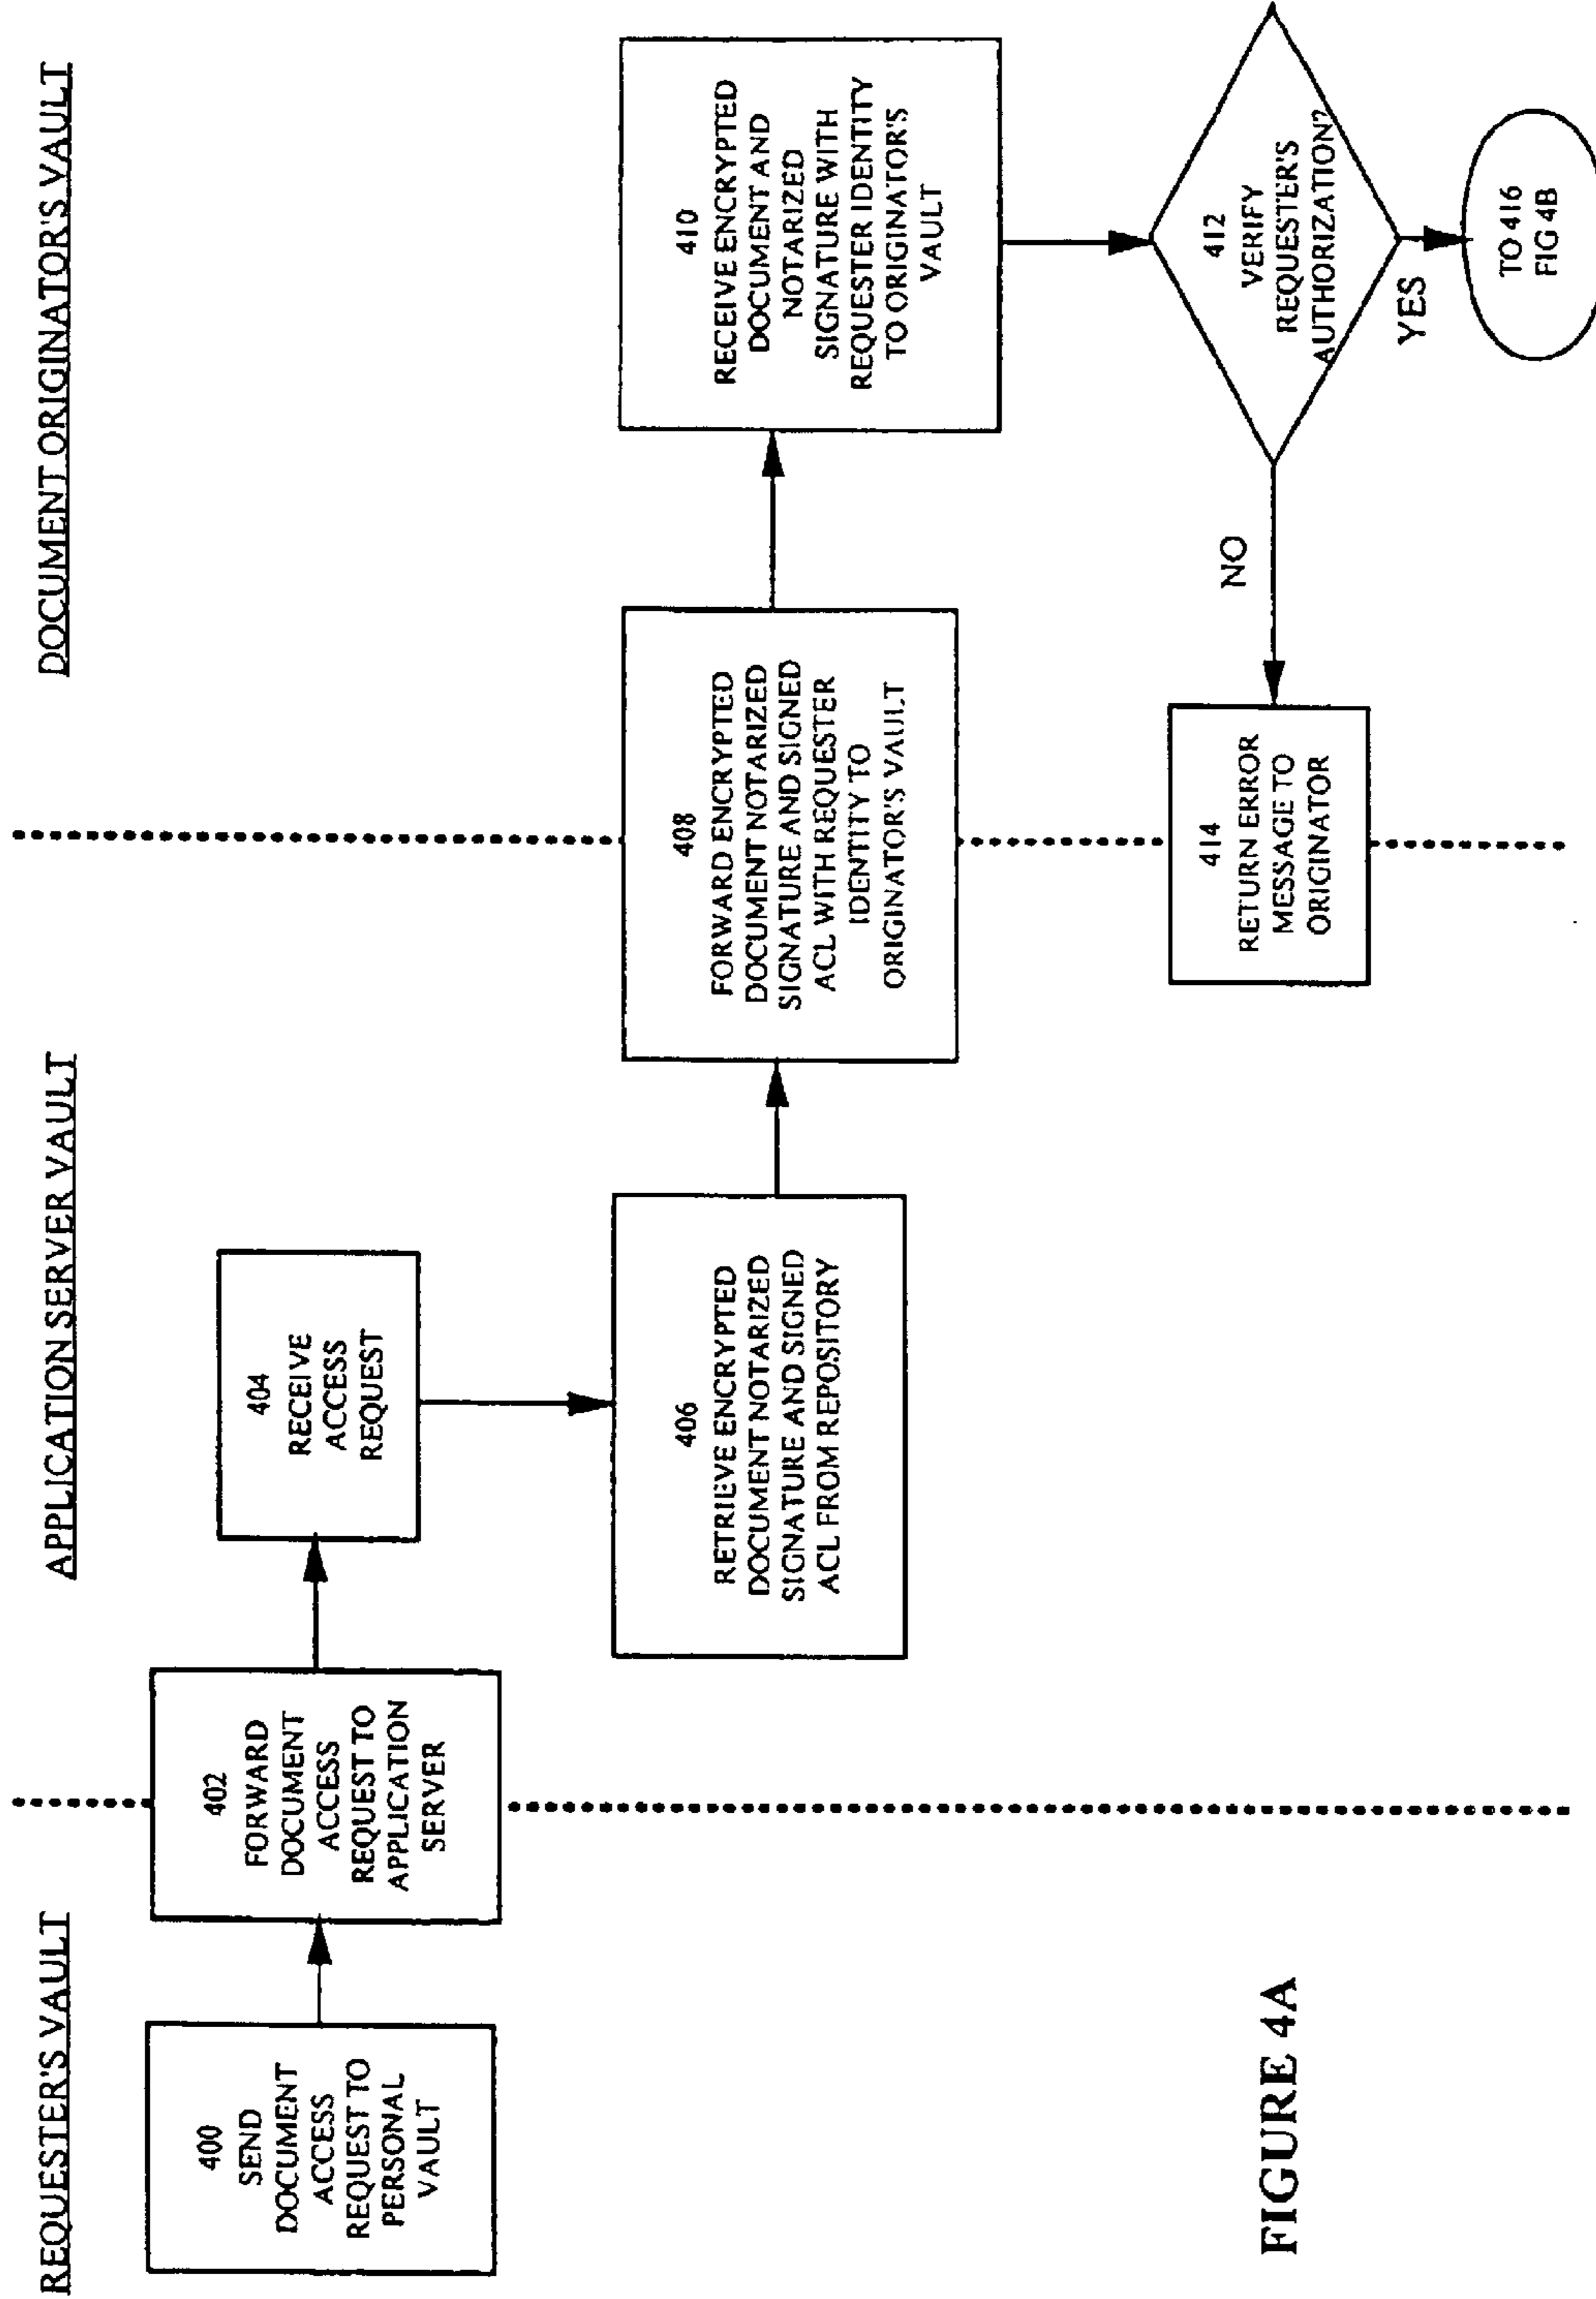 REQUESTER'S VAULT
APPLICATION SERVER VAULT
DOCUMENT ORIGINATOR'S VAULT
400
SEND
DOCUMENT
ACCESS
REQUEST TO
PERSONAL
VAULT
402
FORWARD
DOCUMENT
ACCESS
REQUEST TO
APPLICATION
SERVER
404
RECEIVE
ACCESS
REQUEST
406
RETRIEVE ENCRYPTED
DOCUMENT NOTARIZED
SIGNATURE AND SIGNED
ACL FROM REPOSITORY
408
FORWARD ENCRYPTED
DOCUMENT NOTARIZED
SIGNATURE AND SIGNED
ACL WITH REQUESTER
IDENTITY TO
ORIGINATOR'S VAULT
410
RECEIVE ENCRYPTED
DOCUMENT AND
NOTARIZED
SIGNATURE WITH
REQUESTER IDENTITY
TO ORIGINATOR'S
VAULT
412
VERIFY
REQUESTER'S
AUTHORIZATION?
NO
YES
414
RETURN ERROR
MESSAGE TO
ORIGINATOR
TO 416
FIG 4B
FIGURE 4A